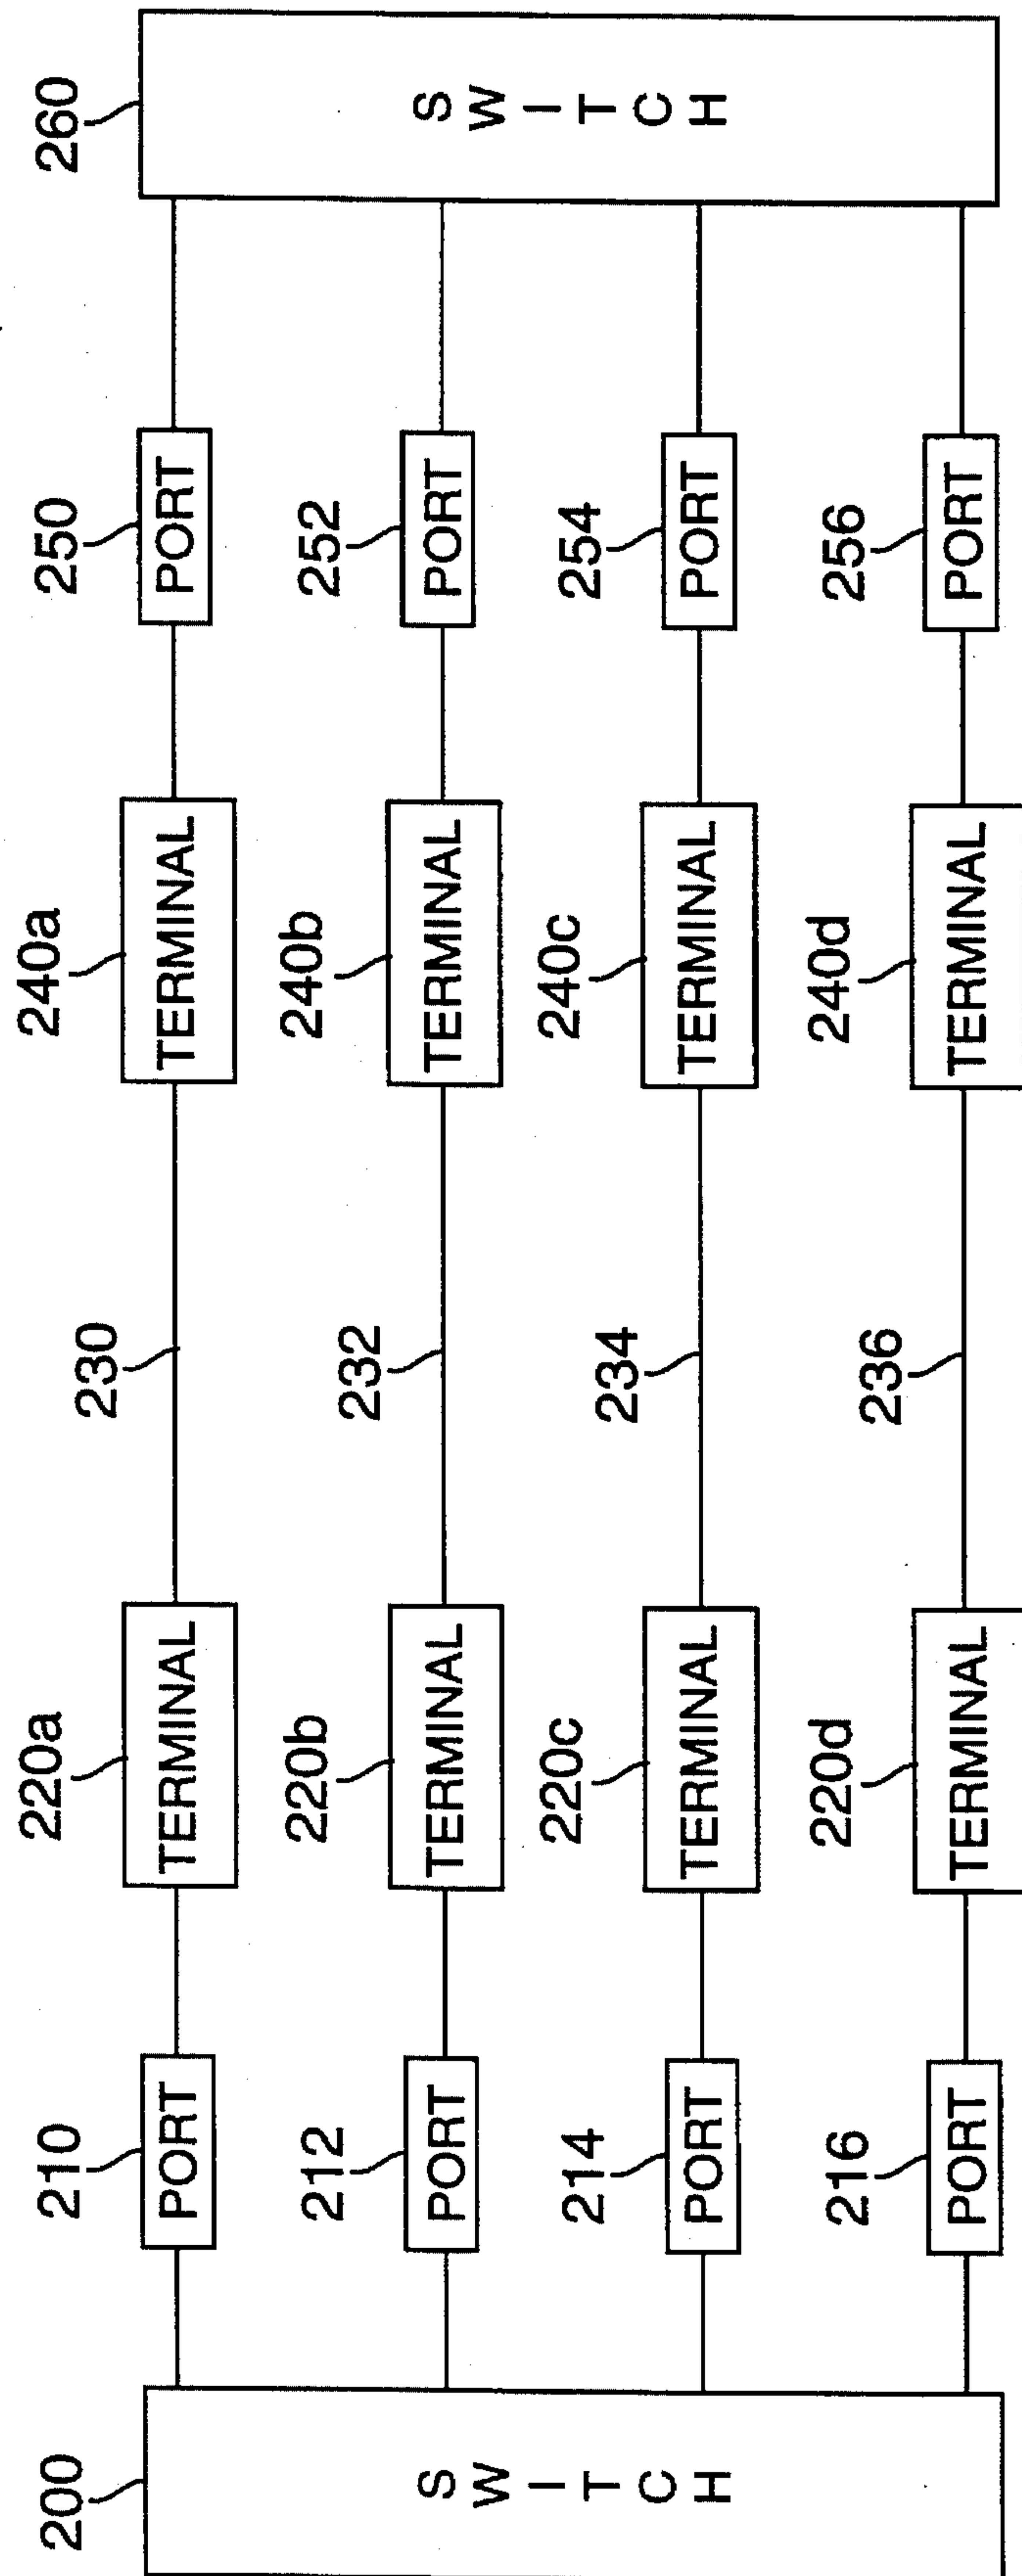 200
SWITCH
210
PORT
220a
TERMINAL
230
240a
TERMINAL
250
PORT
260
SWITCH
212
PORT
220b
TERMINAL
232
240b
TERMINAL
252
PORT
214
PORT
220c
TERMINAL
234
240c
TERMINAL
254
PORT
216
PORT
220d
TERMINAL
236
240d
TERMINAL
256
PORT